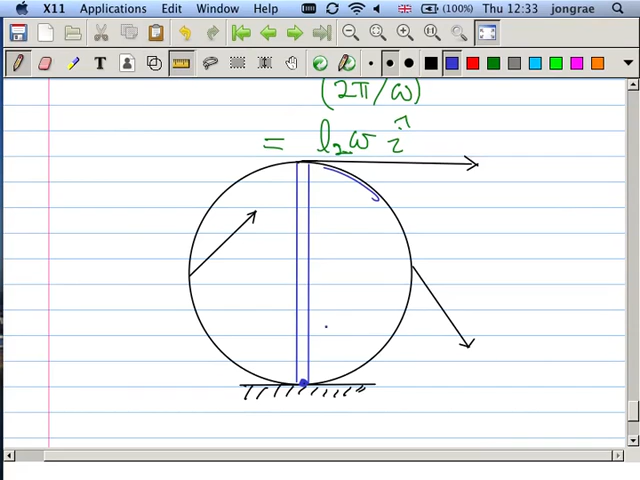 X11 Applications Edit Window Help (100%) Thu 12:33 jongrae
T
(2π/ω)
= l₂ω î